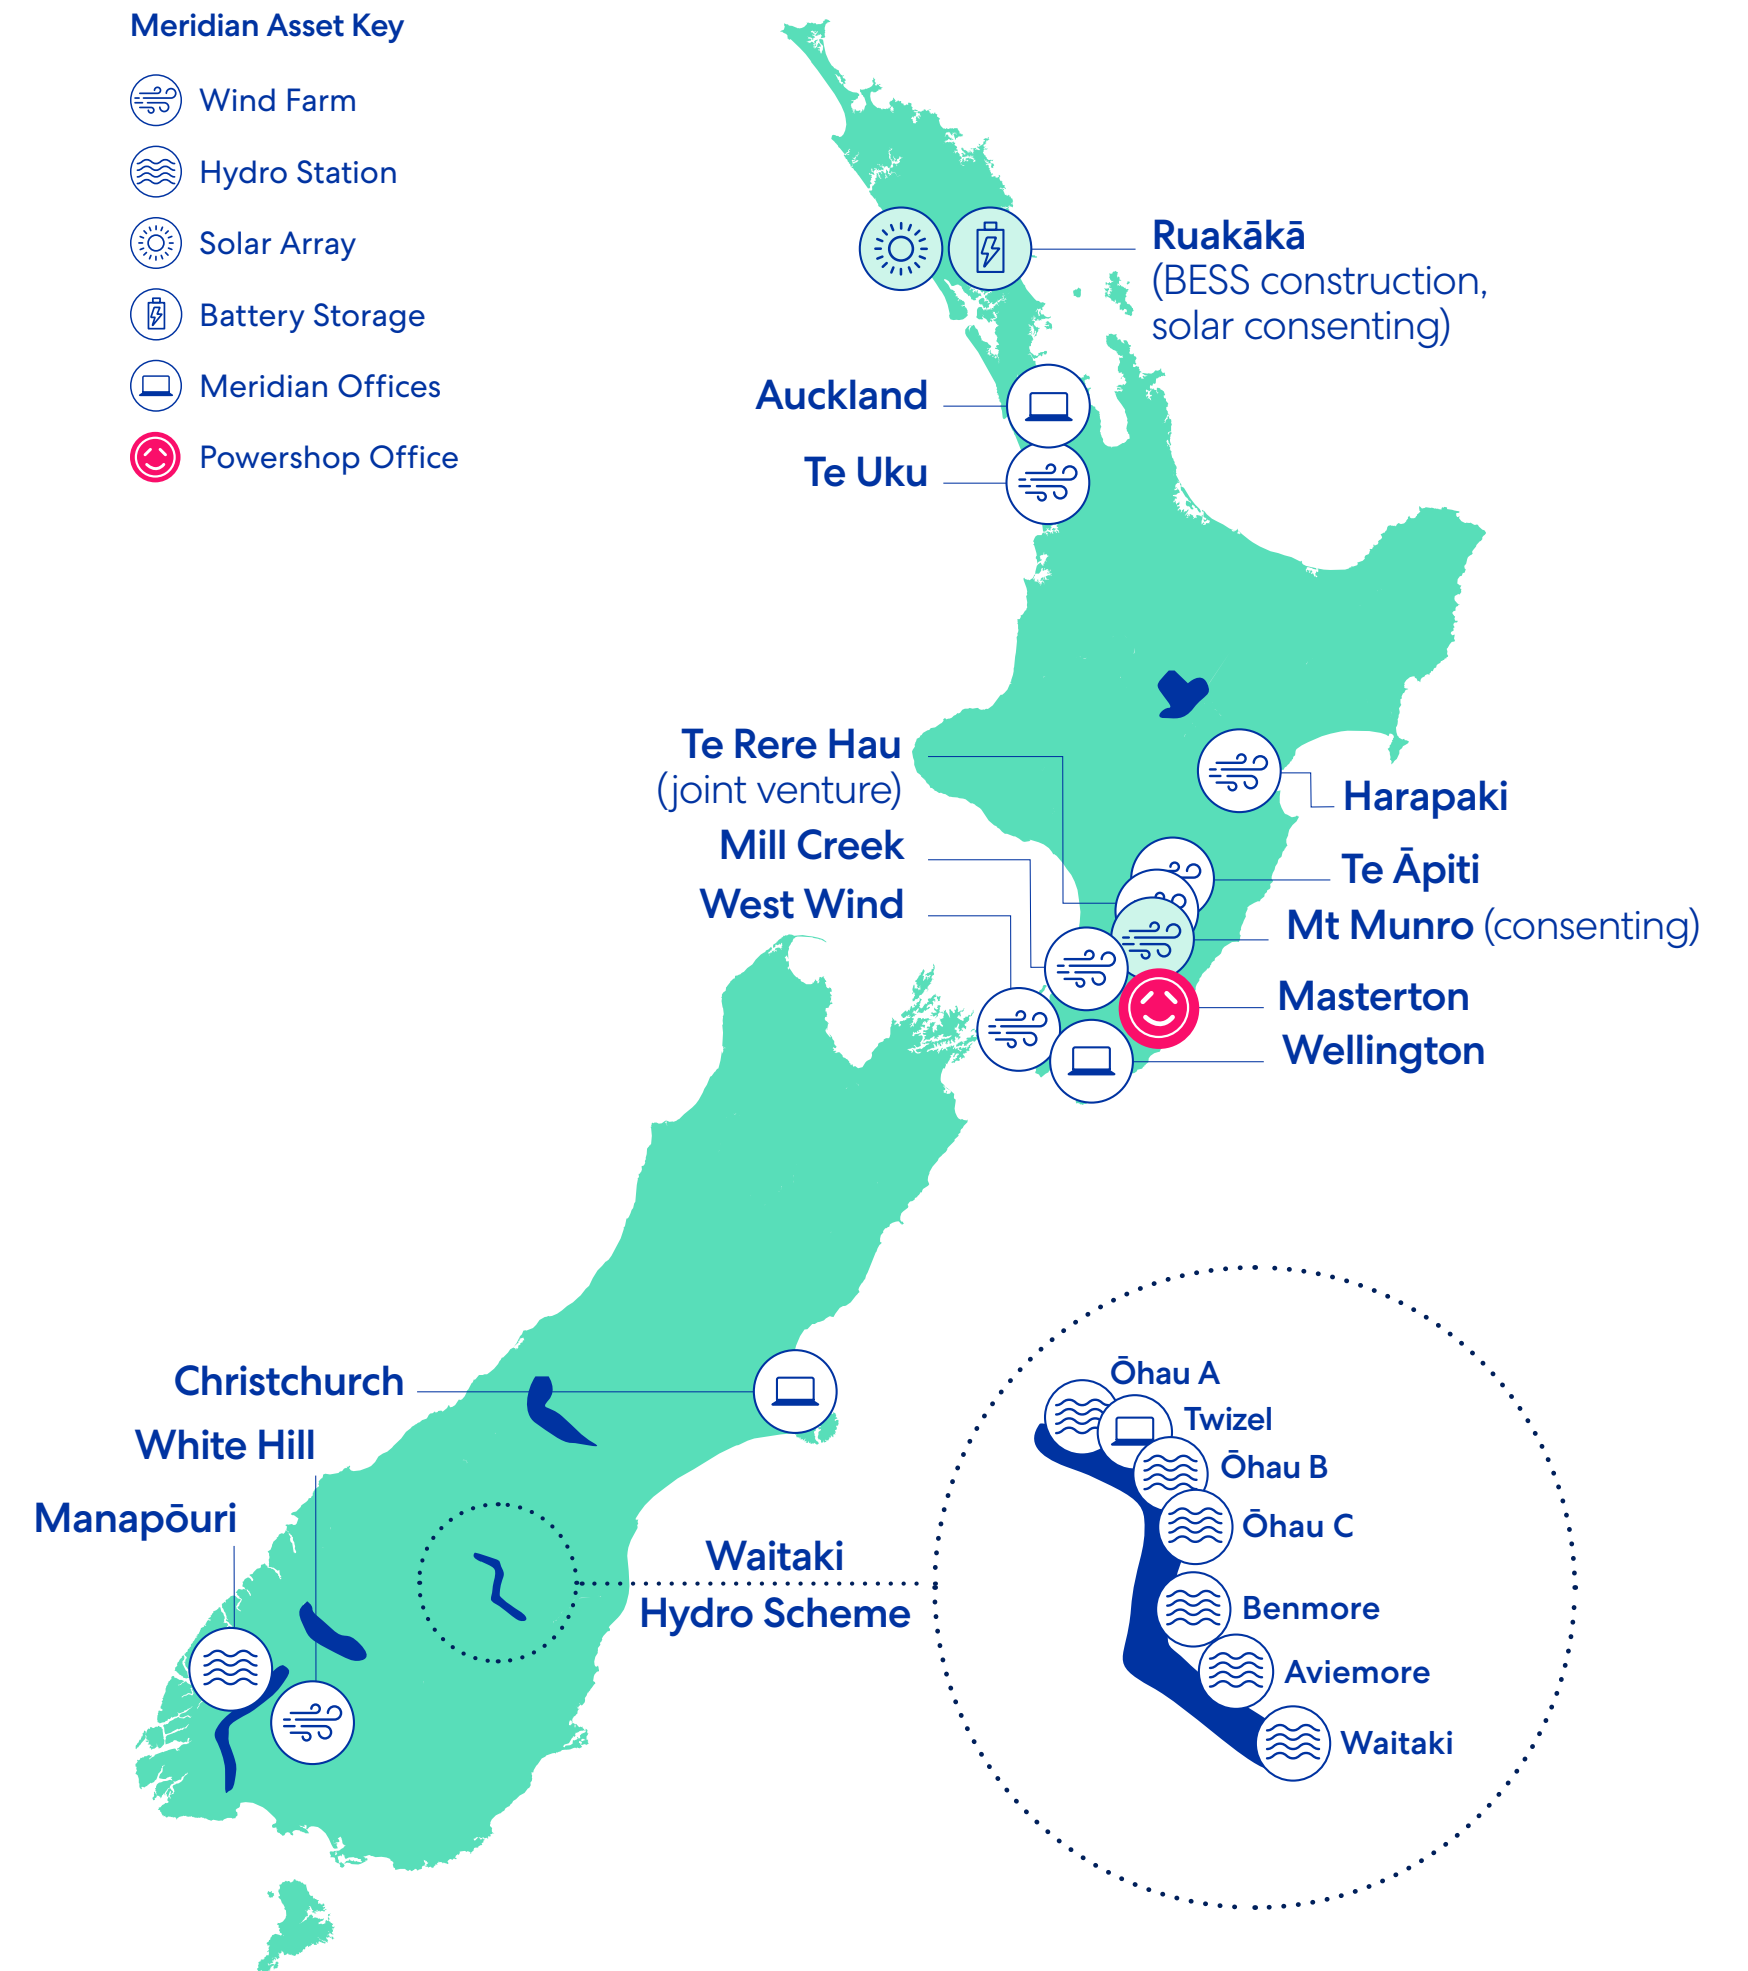 Meridian Asset Key
Wind Farm
Hydro Station
Solar Array
Battery Storage
Meridian Offices
Powershop Office
Ruakākā
(BESS construction,
solar consenting)
Auckland
Te Uku
Te Rere Hau
(joint venture)
Mill Creek
West Wind
Harapaki
Te Āpiti
Mt Munro (consenting)
Masterton
Wellington
Christchurch
White Hill
Manapōuri
Waitaki
Hydro Scheme
Ōhau A
Twizel
Ōhau B
Ōhau C
Benmore
Aviemore
Waitaki